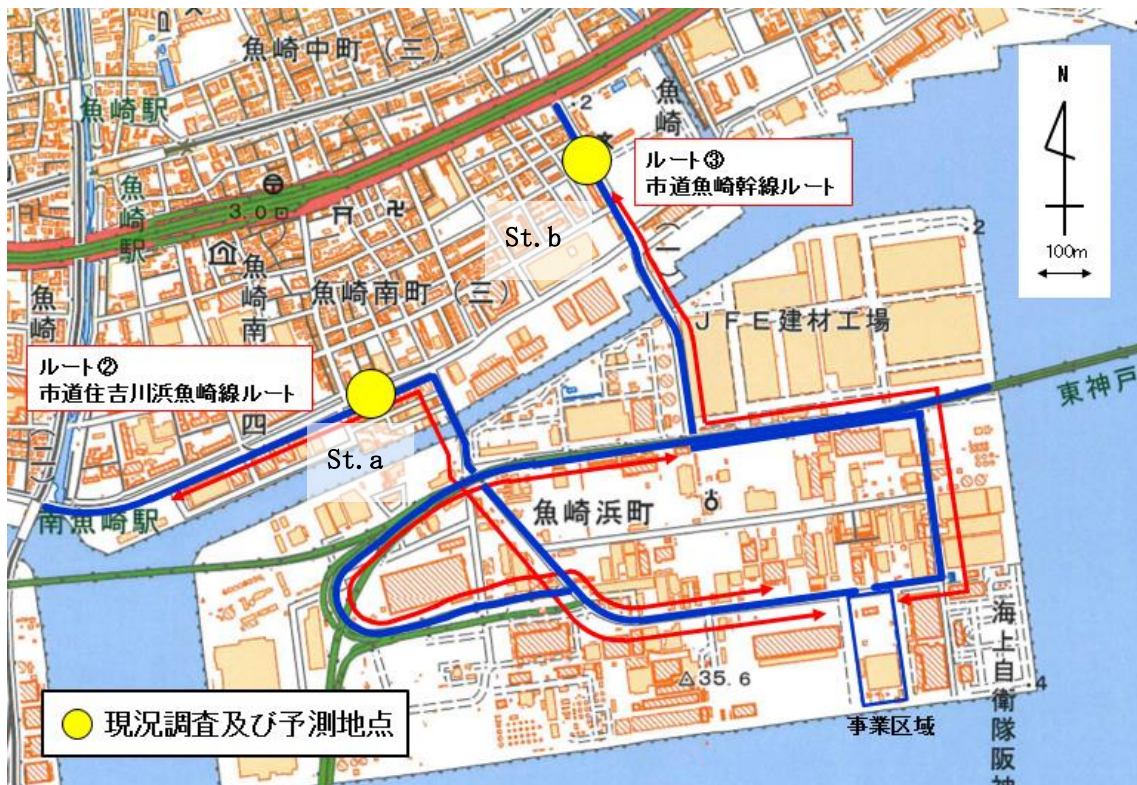 魚崎中町(三)
魚崎駅
魚崎
N
ルート③
市道魚崎幹線ルート
100m
魚崎駅
3.0
St.b
(一)
・2
魚崎
魚崎南
魚崎南町(三)
JFE建材工場
ルート②
市道住吉川浜魚崎線ルート
東神戸
四
St.a
南魚崎駅
魚崎浜町
35.6
海上自衛隊阪神
4
事業区域
現況調査及び予測地点